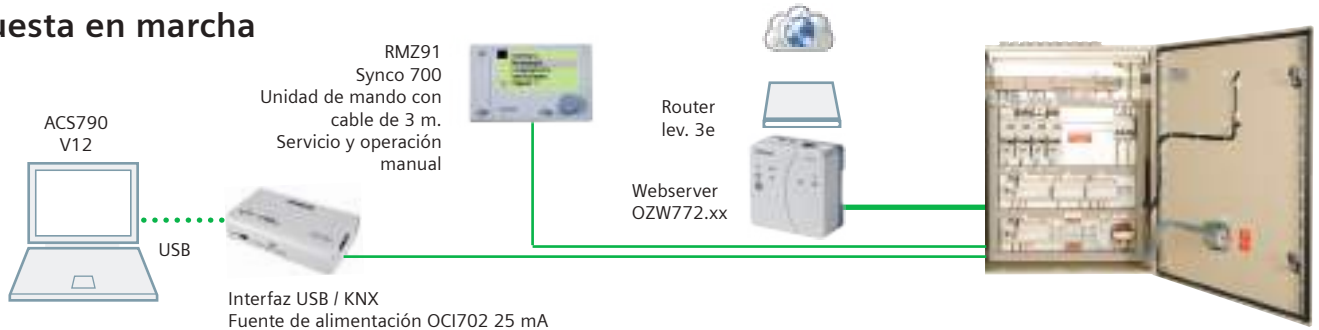 uesta en marcha
RMZ91
Synco 700
Unidad de mando con
cable de 3 m.
Servicio y operación
manual
ACS790
V12
USB
Interfaz USB / KNX
Fuente de alimentación OCI702 25 mA
Router
lev. 3e
Webserver
OZW772.xx